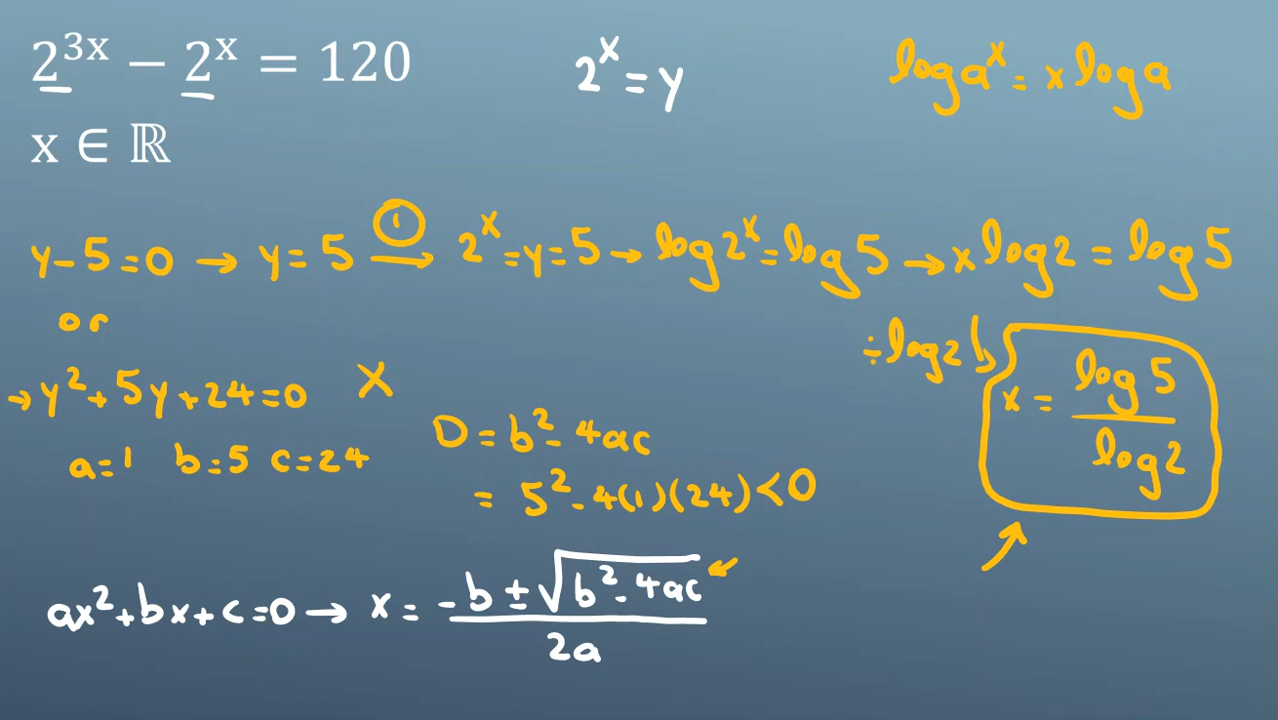 2^{3x} − 2^x = 120
2^x = y
log a^x = x log a
x ∈ ℝ
y - 5 = 0 → y = 5 ①→ 2^x = y = 5 → log 2^x = log 5 → x log 2 = log 5
or
÷ log 2
x = log 5 / log 2
→ y² + 5y + 24 = 0 X
a = 1 b = 5 c = 24
D = b² - 4ac
= 5² - 4(1)(24) < 0
ax² + bx + c = 0 → x = (-b ± √(b² - 4ac)) / 2a